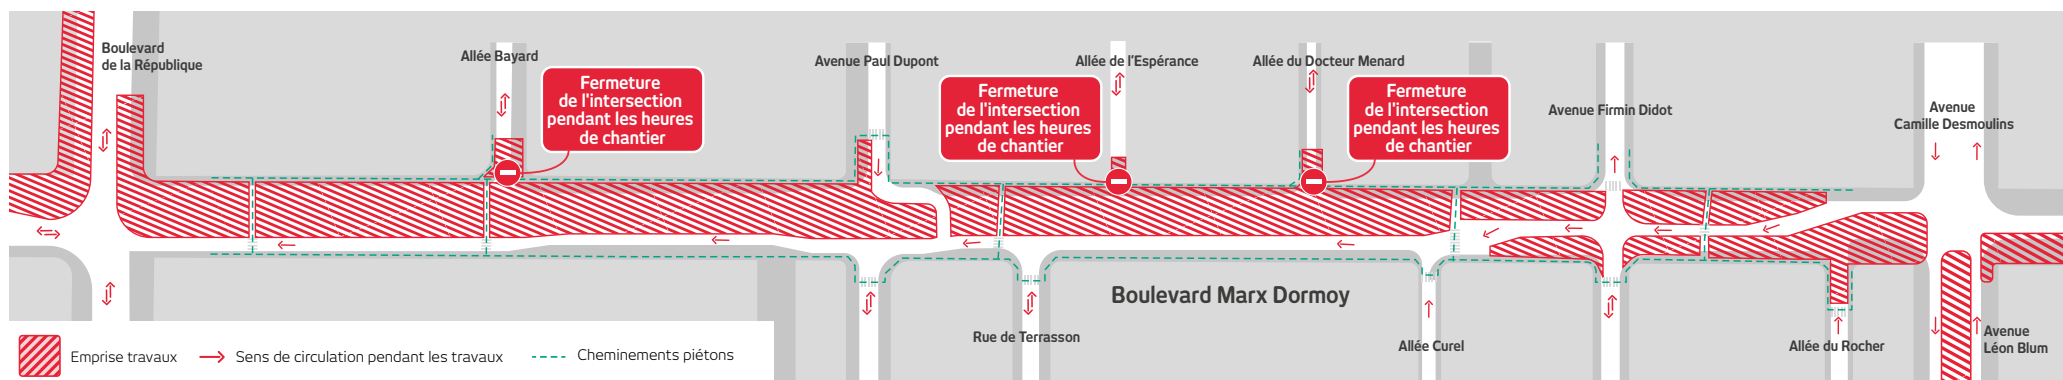 Boulevard
de la République
Allée Bayard
Fermeture
de l'intersection
pendant les heures
de chantier
Avenue Paul Dupont
Fermeture
de l'intersection
pendant les heures
de chantier
Allée de l'Espérance
Allée du Docteur Menard
Fermeture
de l'intersection
pendant les heures
de chantier
Avenue Firmin Didot
Avenue
Camille Desmoulins
Boulevard Marx Dormoy
Rue de Terrasson
Allée Curel
Allée du Rocher
Avenue
Léon Blum
Emprise travaux
Sens de circulation pendant les travaux
Cheminements piétons